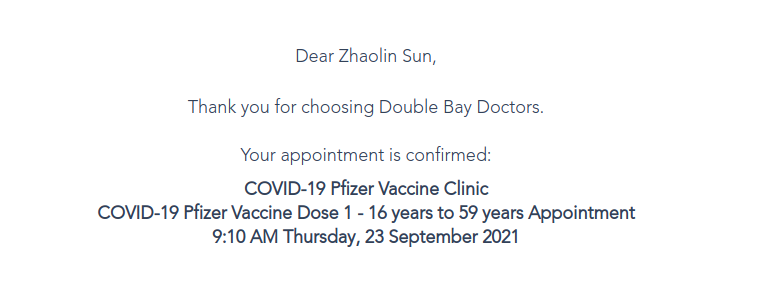 Dear Zhaolin Sun,
Thank you for choosing Double Bay Doctors.
Your appointment is confirmed:
COVID-19 Pfizer Vaccine Clinic
COVID-19 Pfizer Vaccine Dose 1 - 16 years to 59 years Appointment
9:10 AM Thursday, 23 September 2021